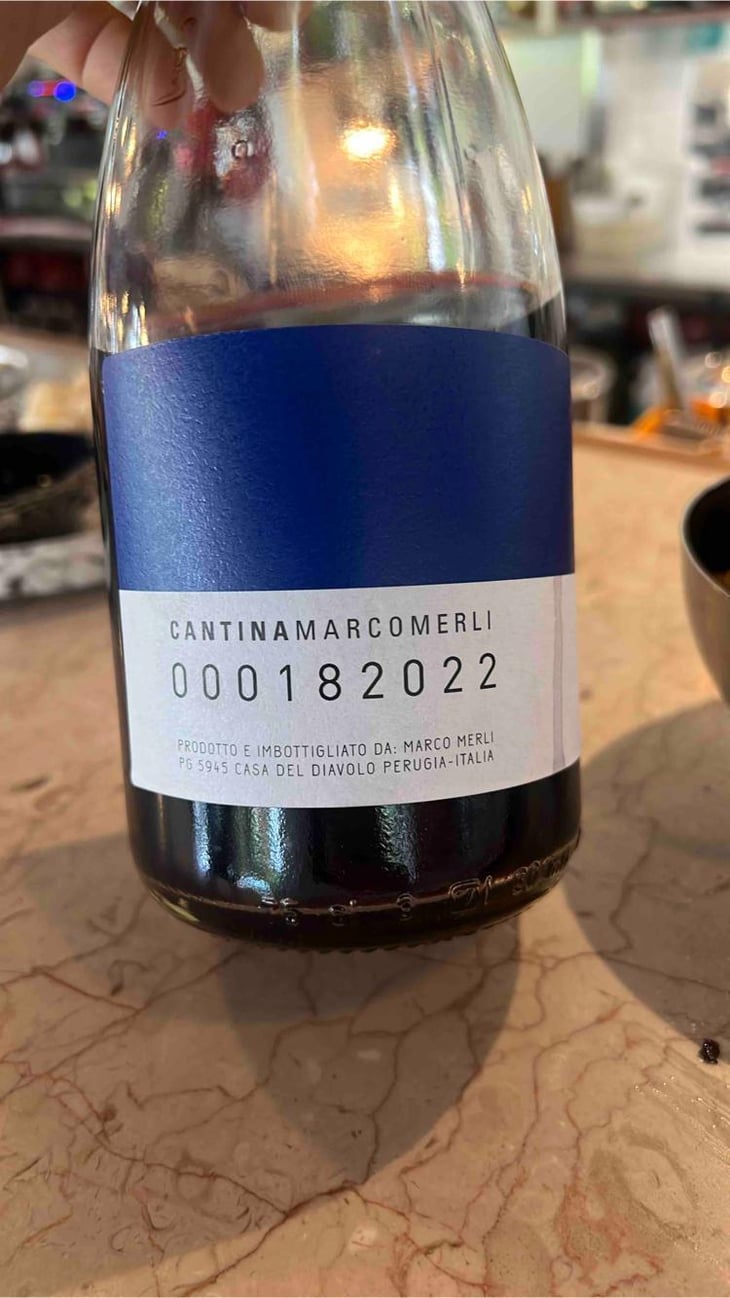 CANTINAMARCOMERLI
000182022
PRODOTTO E IMBOTTIGLIATO DA: MARCO MERLI
PG 5945 CASA DEL DIAVOLO PERUGIA-ITALIA